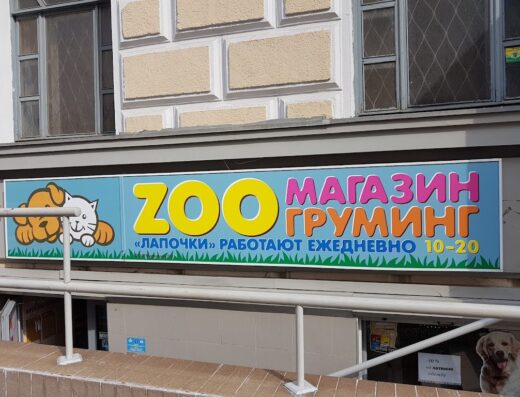 ZOO МАГАЗИН
ГРУМИНГ
«ЛАПОЧКИ» РАБОТАЮТ ЕЖЕДНЕВНО 10-20